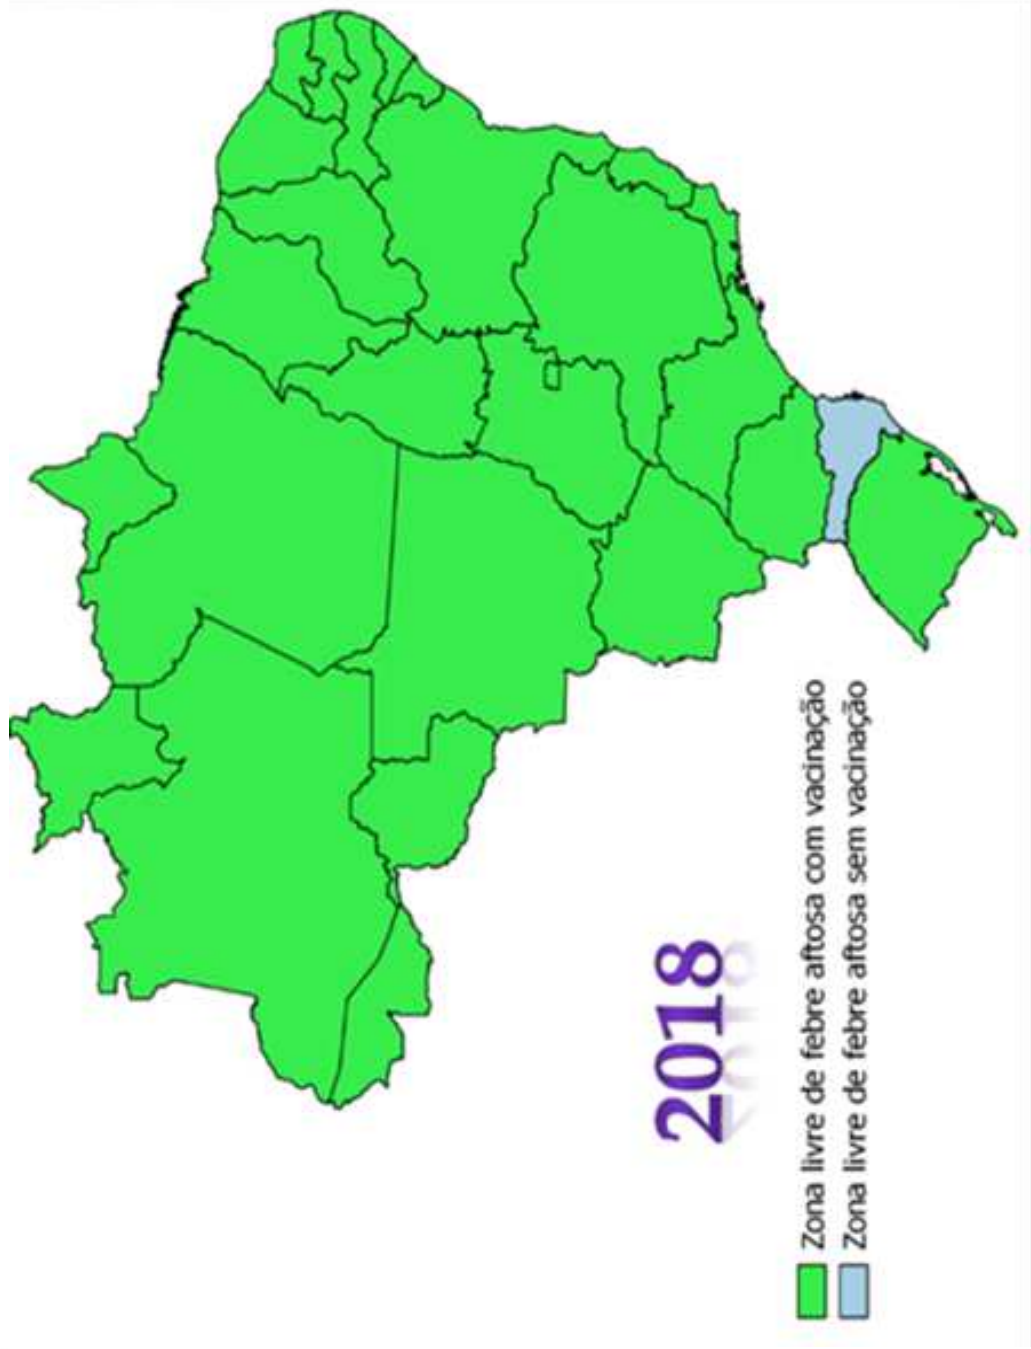 2018
Zona livre de febre aftosa com vacinação
Zona livre de febre aftosa sem vacinação